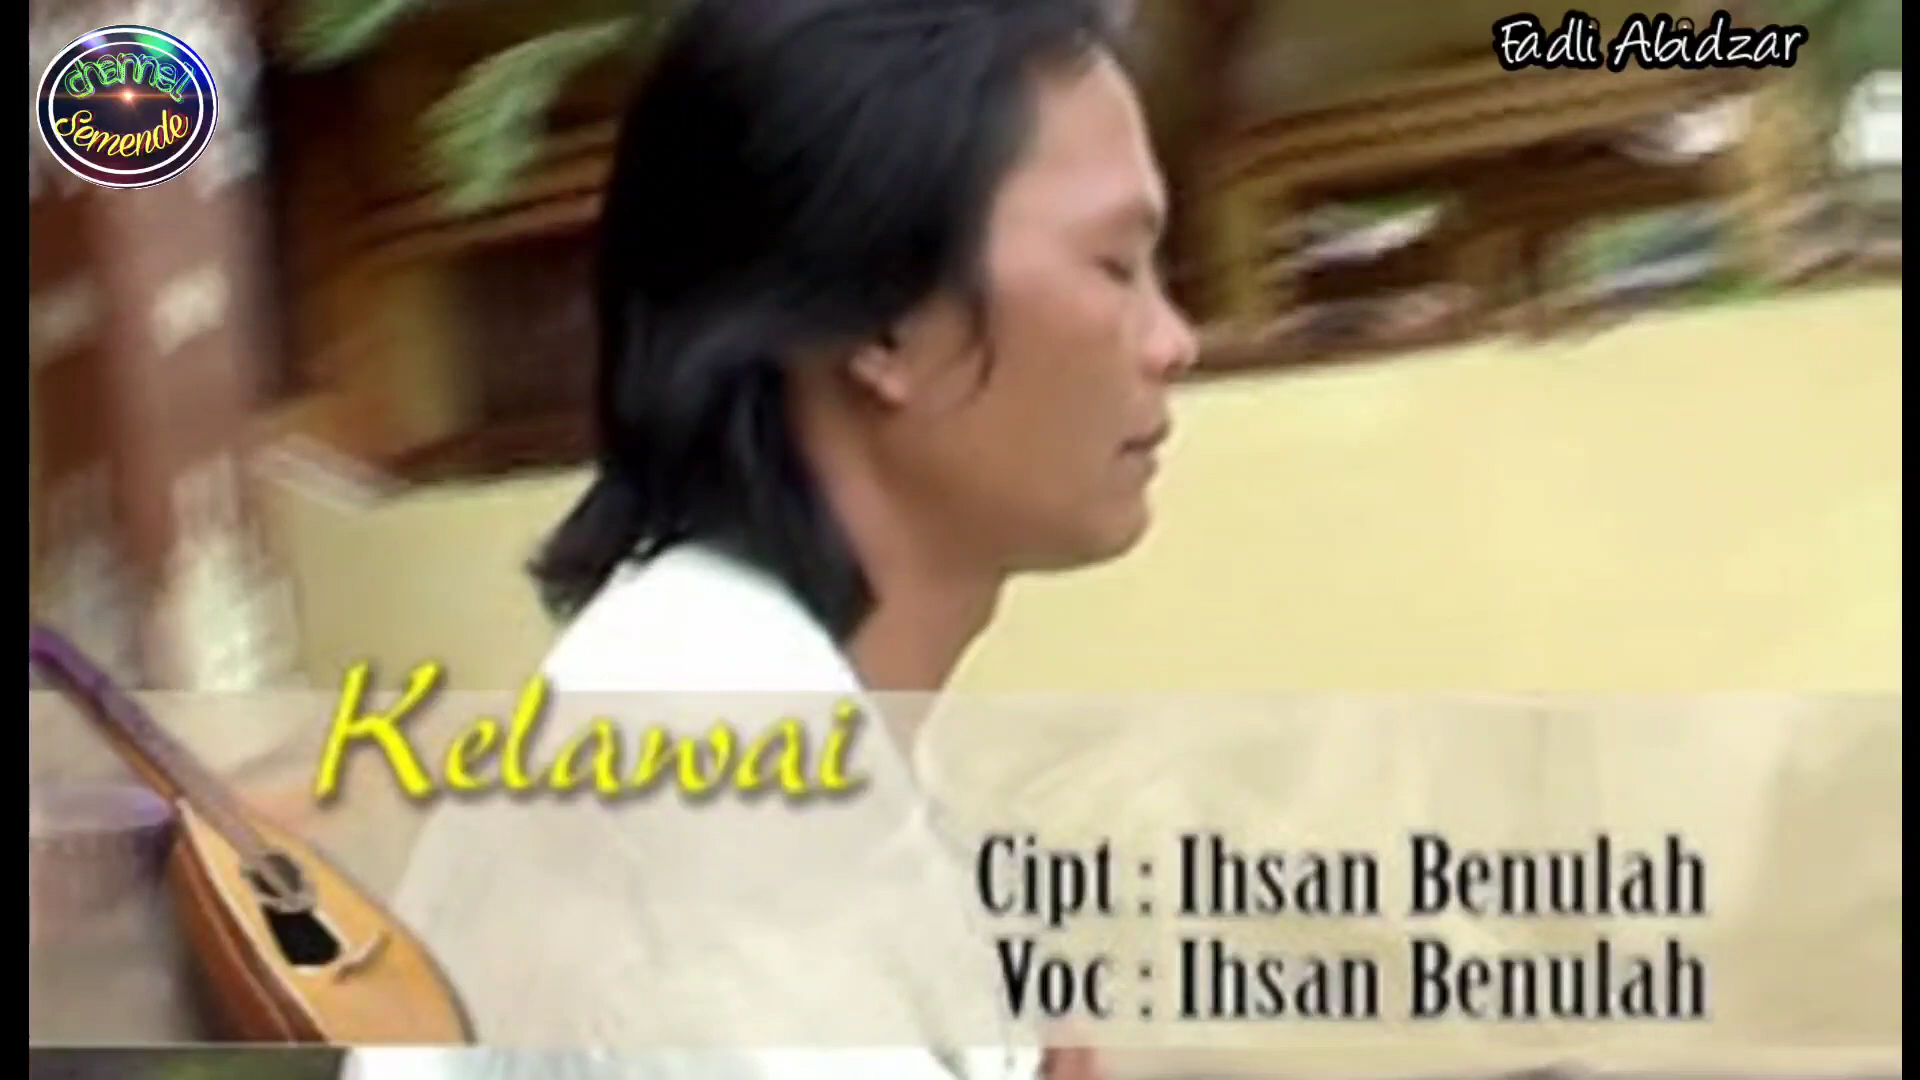 channel
Semende
Fadli Abidzar
Kelawai
Cipt : Ihsan Benulah
Voc : Ihsan Benulah